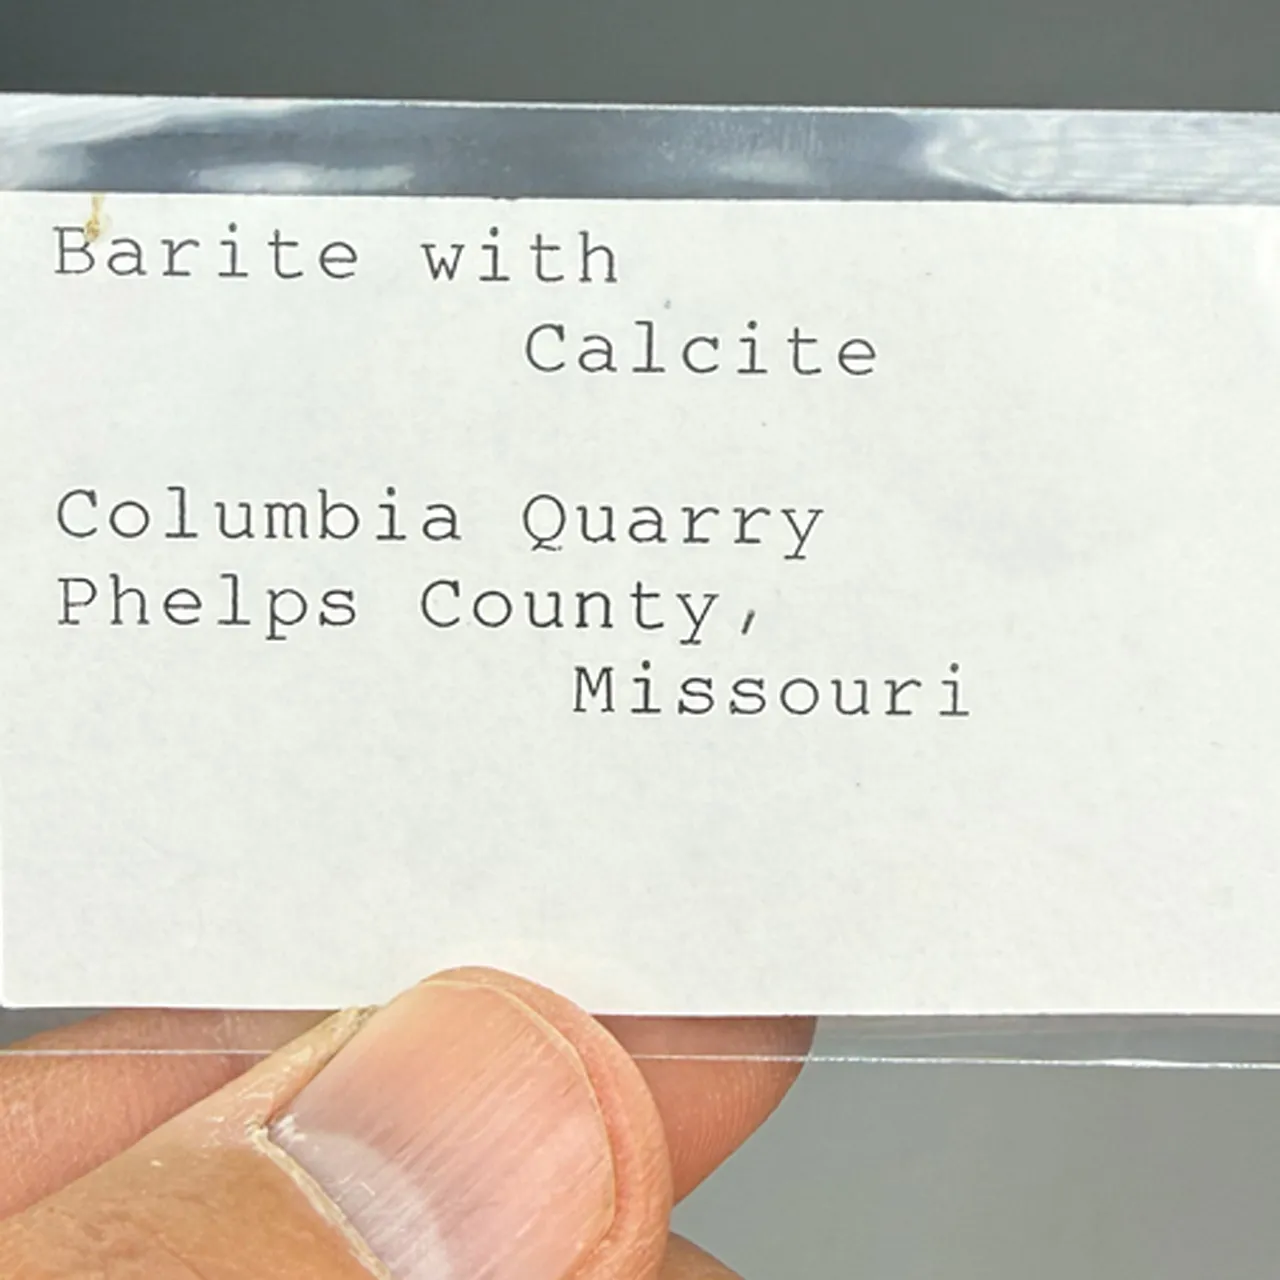 Barite with
Calcite
Columbia Quarry
Phelps County,
Missouri